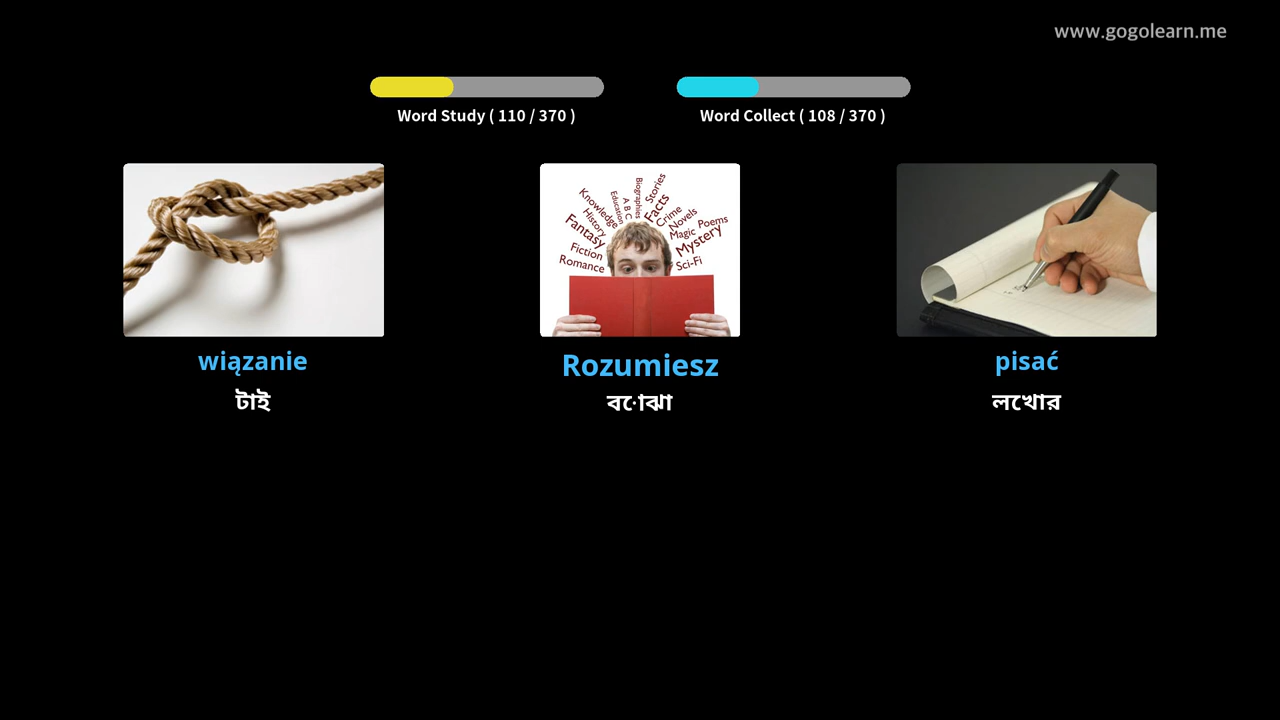 www.gogolearn.me
Word Study ( 110 / 370 )
Word Collect ( 108 / 370 )
Knowledge
History
Education
A B C
Biographies
Stories
Facts
Crime
Novels
Magic
Poems
Mystery
Sci-Fi
Fantasy
Fiction
Romance
wiązanie
Rozumiesz
pisać
টাই
বোঝা
লেখার